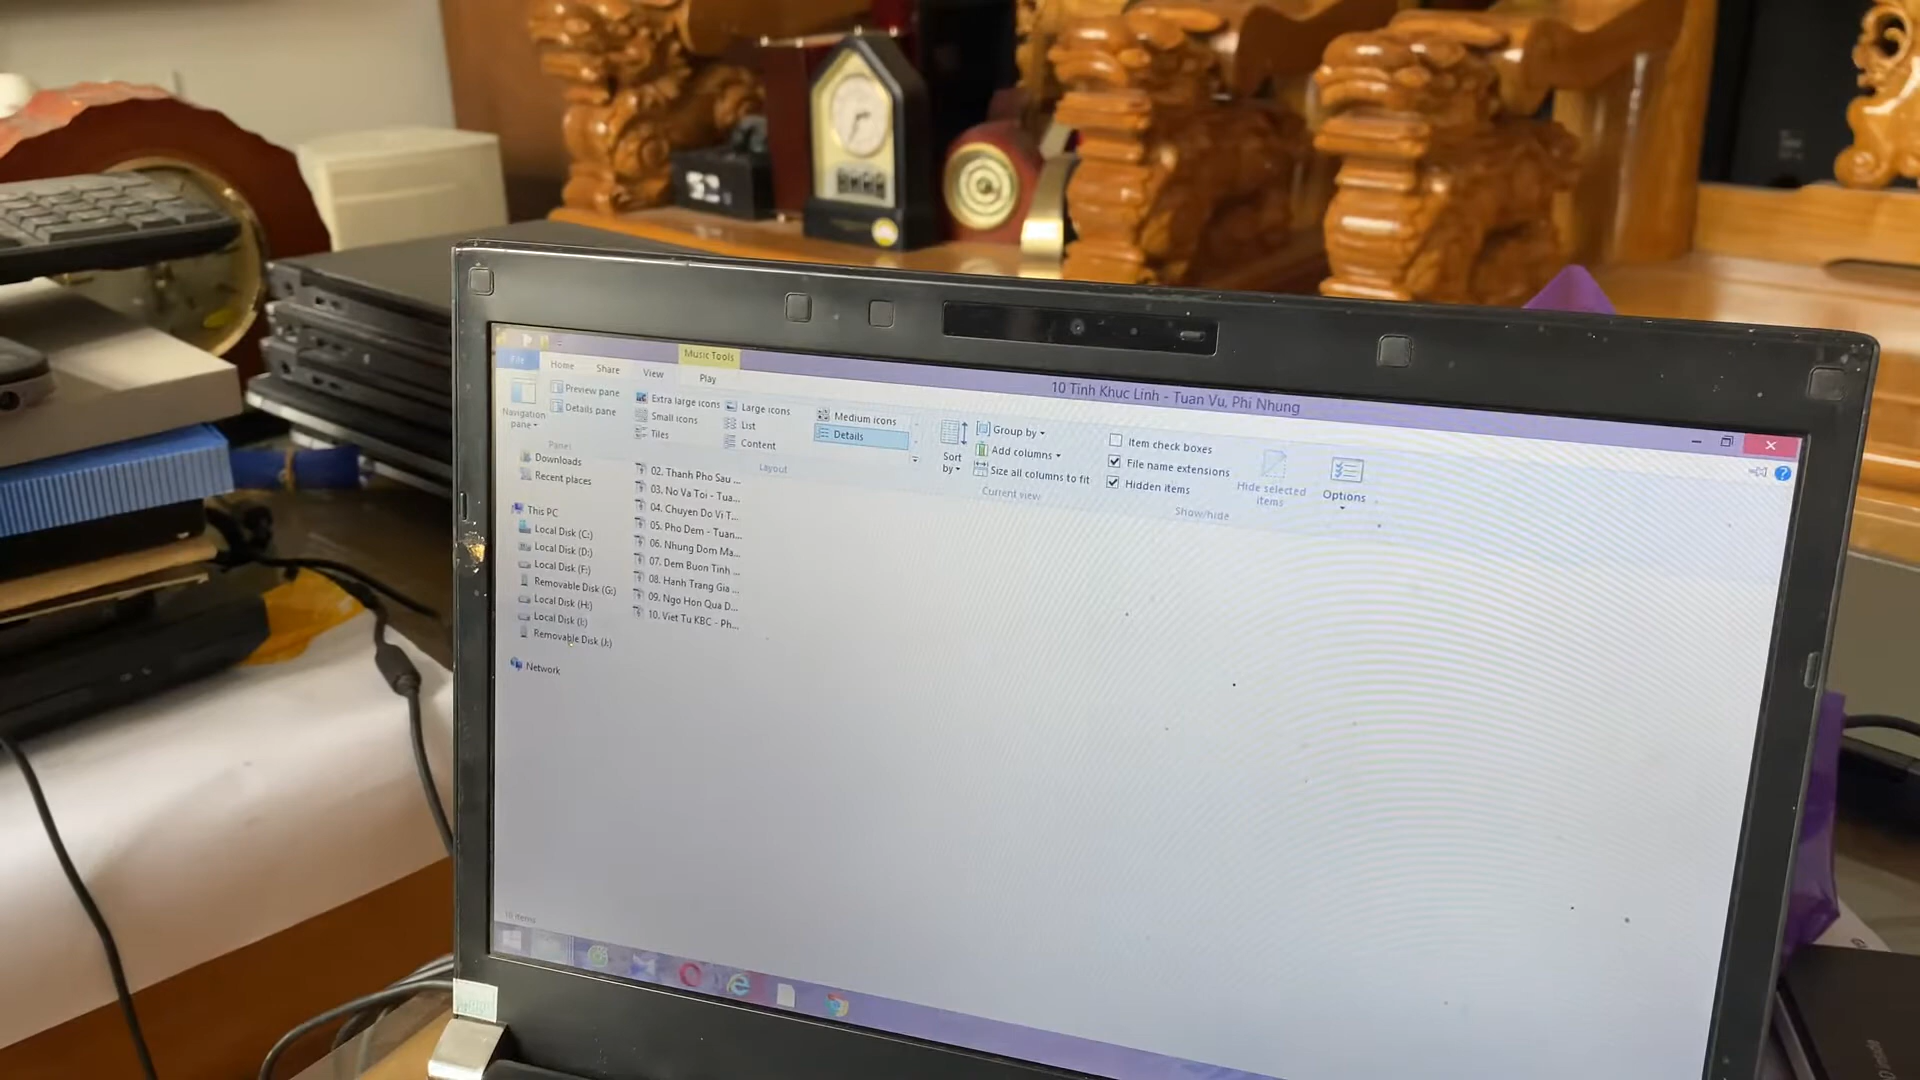 Music Tools
10 Tinh Khuc Linh - Tuan Vu, Phi Nhung
File
Home
Share
View
Play
Navigation pane
Preview pane
Details pane
Panes
Extra large icons
Large icons
Medium icons
Small icons
List
Details
Tiles
Content
Layout
Sort by
Group by
Add columns
Size all columns to fit
Current view
Item check boxes
File name extensions
Hidden items
Hide selected items
Show/hide
Options
Downloads
Recent places
This PC
Local Disk (C:)
Local Disk (D:)
Local Disk (F:)
Removable Disk (G:)
Local Disk (H:)
Local Disk (I:)
Removable Disk (J:)
Network
02. Thanh Pho Sau ...
03. No Va Toi - Tua...
04. Chuyen Do Vi T...
05. Pho Dem - Tuan...
06. Nhung Dom Ma...
07. Dem Buon Tinh ...
08. Hanh Trang Gia ...
09. Ngo Hon Qua D...
10. Viet Tu KBC - Ph...
10 items